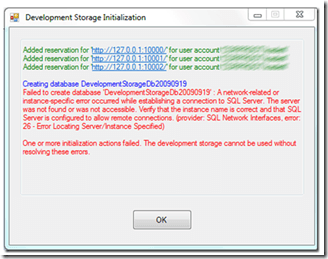 Development Storage Initialization
Added reservation for 'http://127.0.0.1:10000/' for user account
Added reservation for 'http://127.0.0.1:10001/' for user account
Added reservation for 'http://127.0.0.1:10002/' for user account
Creating database DevelopmentStorageDb20090919
Failed to create database 'DevelopmentStorageDb20090919' : A network-related or
instance-specific error occurred while establishing a connection to SQL Server. The server
was not found or was not accessible. Verify that the instance name is correct and that SQL
Server is configured to allow remote connections. (provider: SQL Network Interfaces, error:
26 - Error Locating Server/Instance Specified)
One or more initialization actions failed. The development storage cannot be used without
resolving these errors.
OK